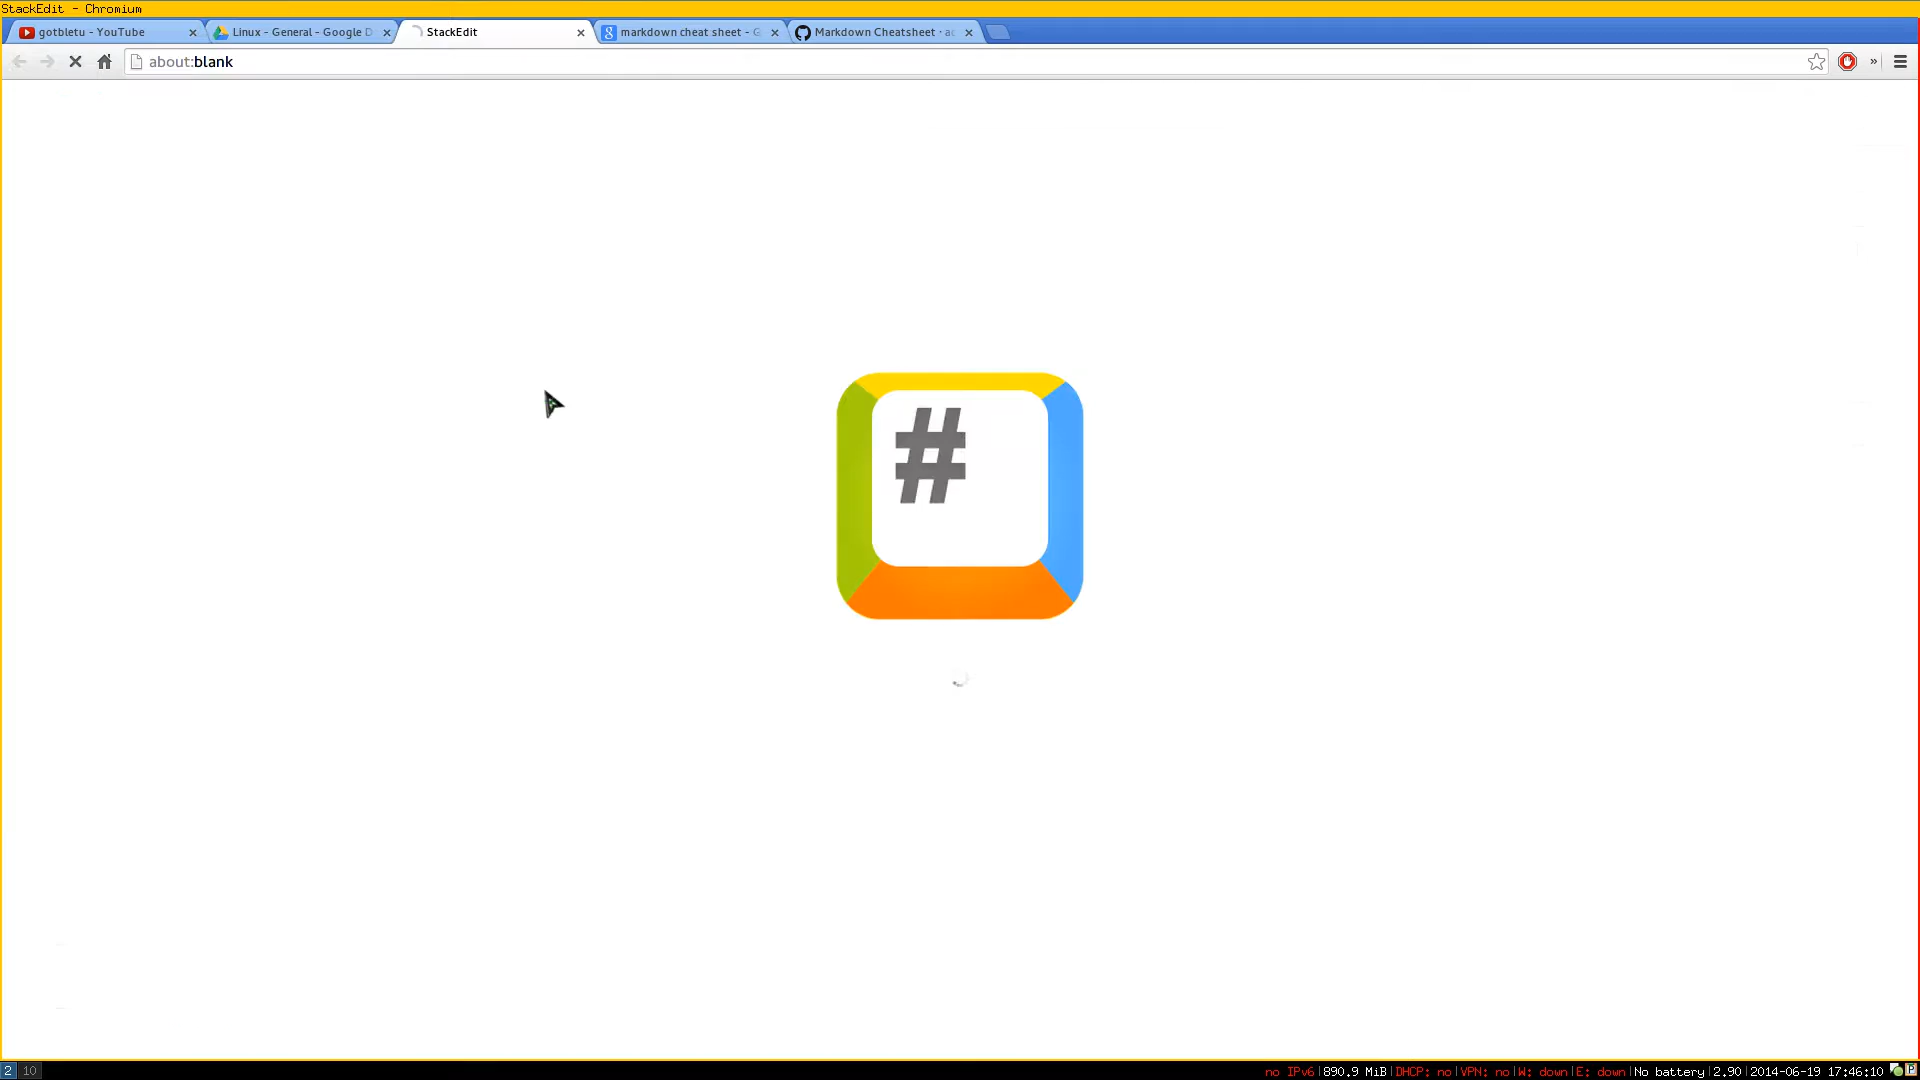 StackEdit - Chromium
gotbletu - YouTube
Linux - General - Google D
StackEdit
markdown cheat sheet - G
Markdown Cheatsheet · ad
about:blank
#
2 10
no IPv6|890.9 MiB|DHCP: no|VPN: no|W: down|E: down|No battery|2.90|2014-06-19 17:46:10